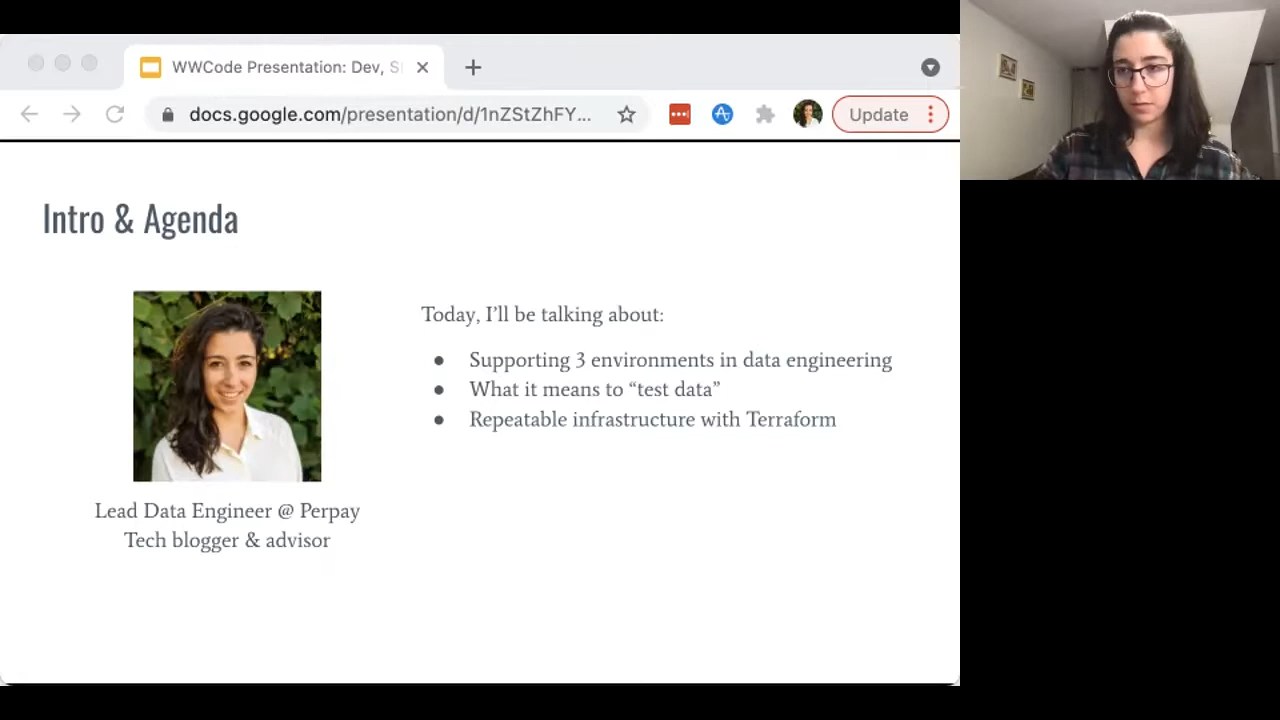 WWCode Presentation: Dev, S
docs.google.com/presentation/d/1nZStZhFY...
Update
Intro & Agenda
Today, I’ll be talking about:
● Supporting 3 environments in data engineering
● What it means to “test data”
● Repeatable infrastructure with Terraform
Lead Data Engineer @ Perpay
Tech blogger & advisor